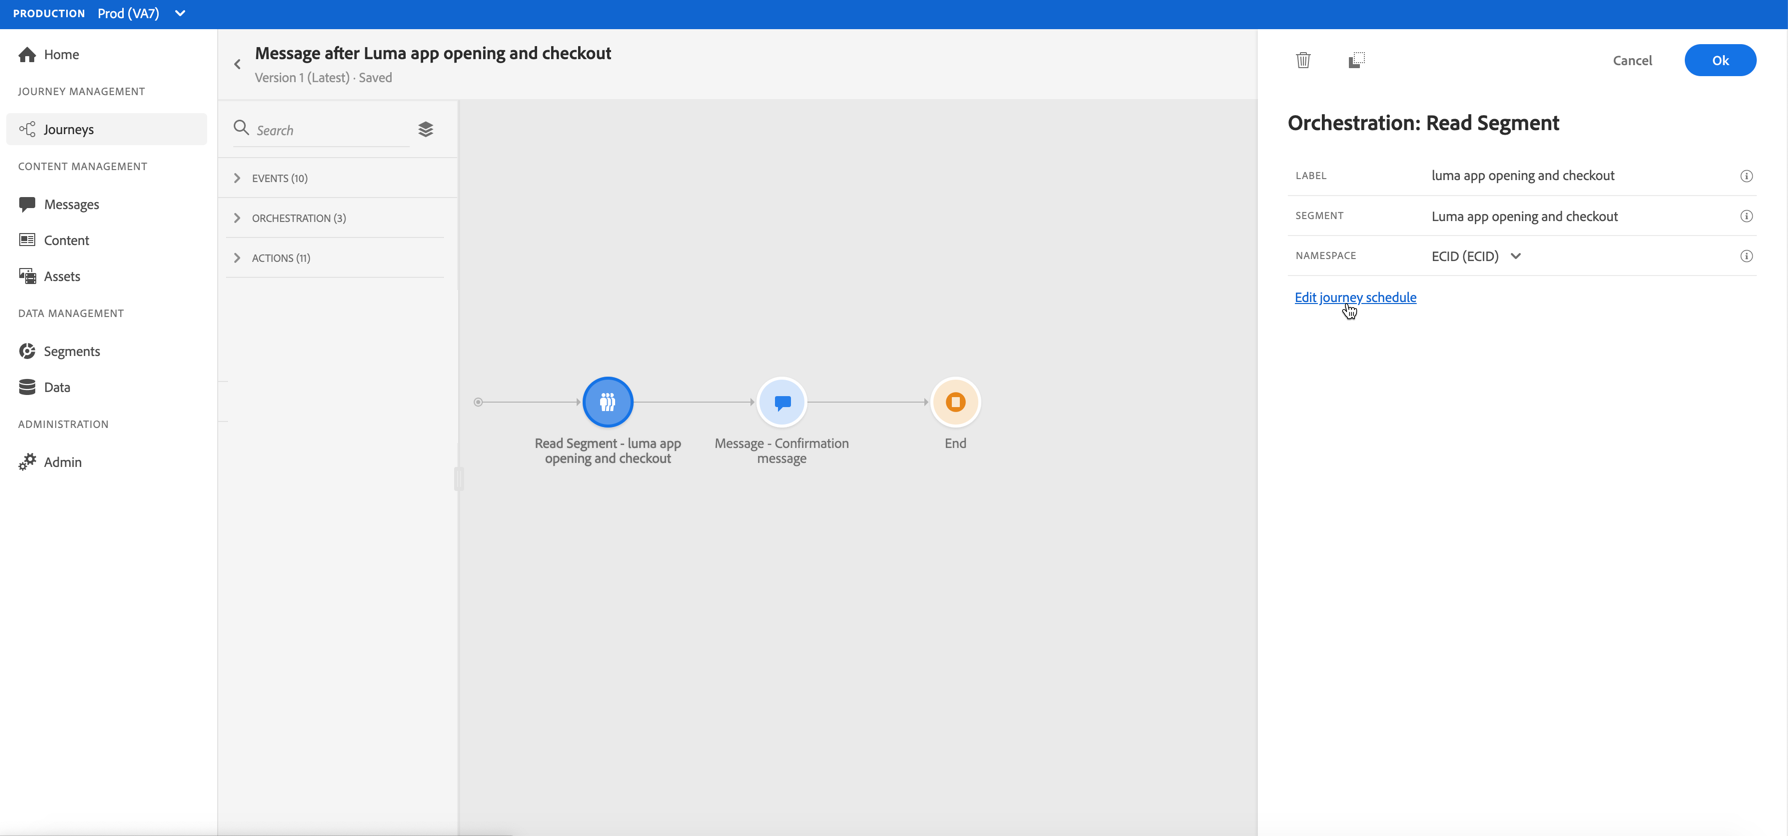 PRODUCTION Prod (VA7)
Home
JOURNEY MANAGEMENT
Journeys
CONTENT MANAGEMENT
Messages
Content
Assets
DATA MANAGEMENT
Segments
Data
ADMINISTRATION
Admin
Message after Luma app opening and checkout
Version 1 (Latest) · Saved
Search
EVENTS (10)
ORCHESTRATION (3)
ACTIONS (11)
Read Segment - luma app
opening and checkout
Message - Confirmation
message
End
Cancel
Ok
Orchestration: Read Segment
LABEL luma app opening and checkout
SEGMENT Luma app opening and checkout
NAMESPACE ECID (ECID)
Edit journey schedule